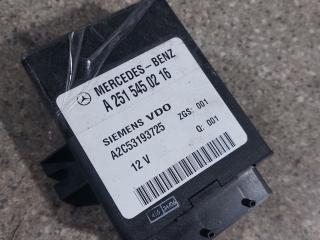 MERCEDES-BENZ
A 251 545 02 16
SIEMENS VDO
A2C53193725 ZGS: 001
12 V Q: 001